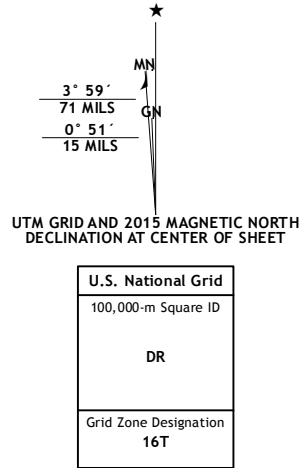 ★
MN
3° 59´
71 MILS
GN
0° 51´
15 MILS
UTM GRID AND 2015 MAGNETIC NORTH
DECLINATION AT CENTER OF SHEET
U.S. National Grid
100,000-m Square ID
DR
Grid Zone Designation
16T